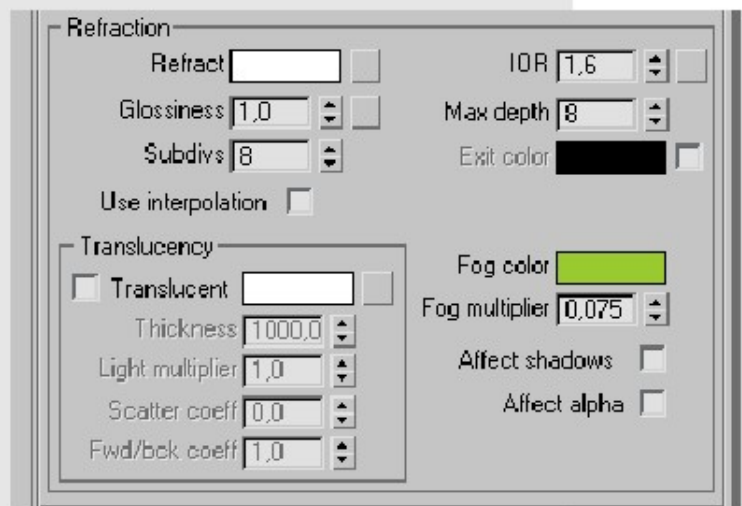 Refraction
Refract
IOR 1,6
Glossiness 1,0
Max depth 8
Subdivs 8
Exit color
Use interpolation
Translucency
Translucent
Fog color
Thickness 1000,0
Fog multiplier 0,075
Light multiplier 1,0
Affect shadows
Scatter coeff 0,0
Affect alpha
Fwd/bck coeff 1,0